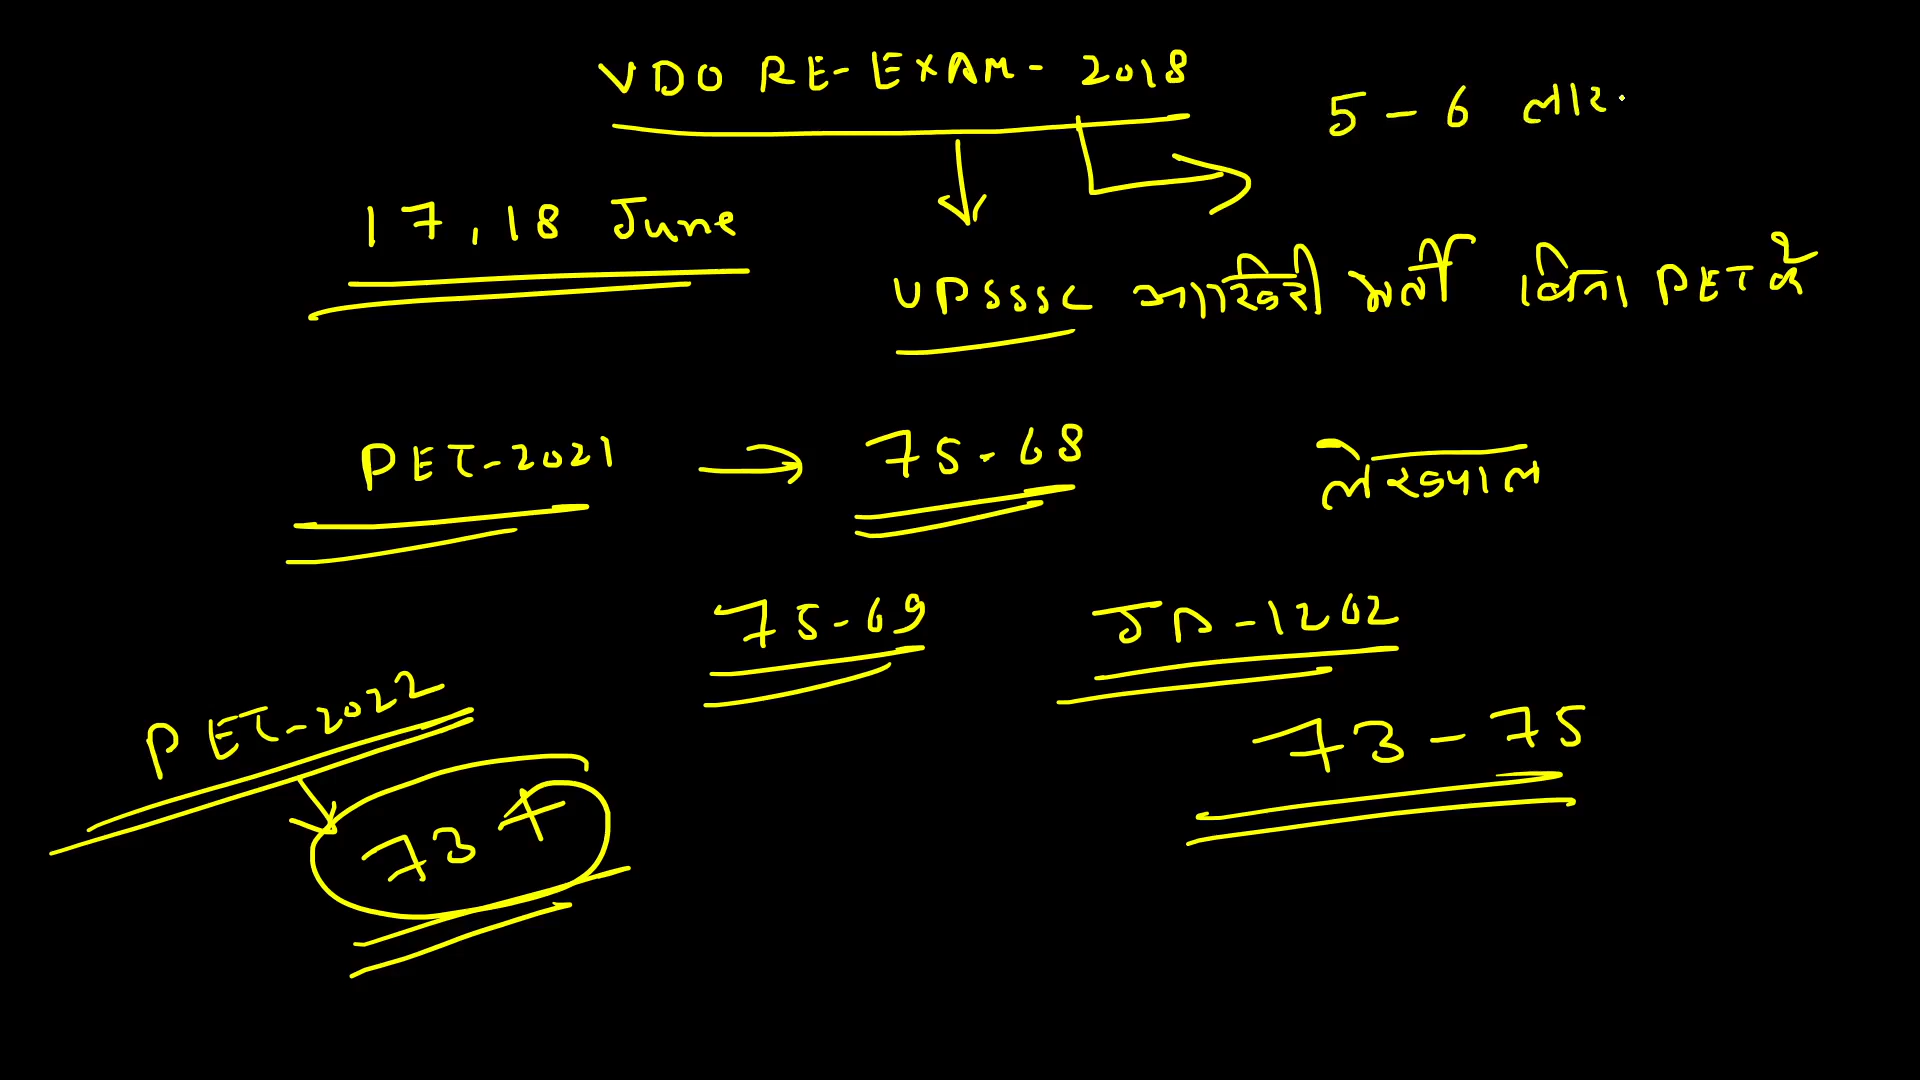 VDO RE-EXAM-2018
5-6 लाख
17,18 June
UPSSSC आखिरी भर्ती बिना PET के
PET-2021 → 75-68
लेखपाल
75-69
JA-1262
PET-2022
73-75
73+